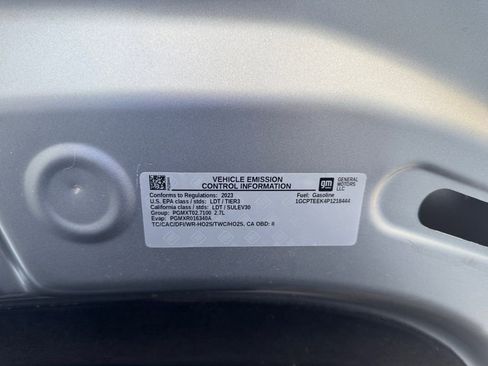 VEHICLE EMISSION
CONTROL INFORMATION
gm GENERAL MOTORS LLC
Conforms to Regulations: 2023 Fuel: Gasoline
U.S. EPA class / stds: LDT / TIER3 1GCPTEEK4P1218444
California class / stds: LDT / SULEV30
Group: PGMXT02.7100 2.7L
Evap: PGMXR016340A
TC/CAC/DFI/WR-HO2S/TWC/HO2S, CA OBD: II